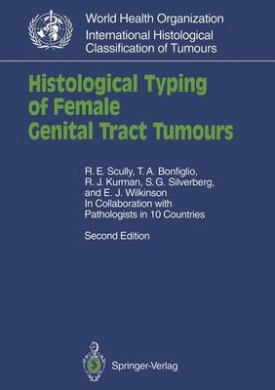 World Health Organization
International Histological
Classification of Tumours
Histological Typing
of Female
Genital Tract Tumours
R. E. Scully, T. A. Bonfiglio,
R. J. Kurman, S. G. Silverberg,
and E. J. Wilkinson
In Collaboration with
Pathologists in 10 Countries
Second Edition
Springer-Verlag